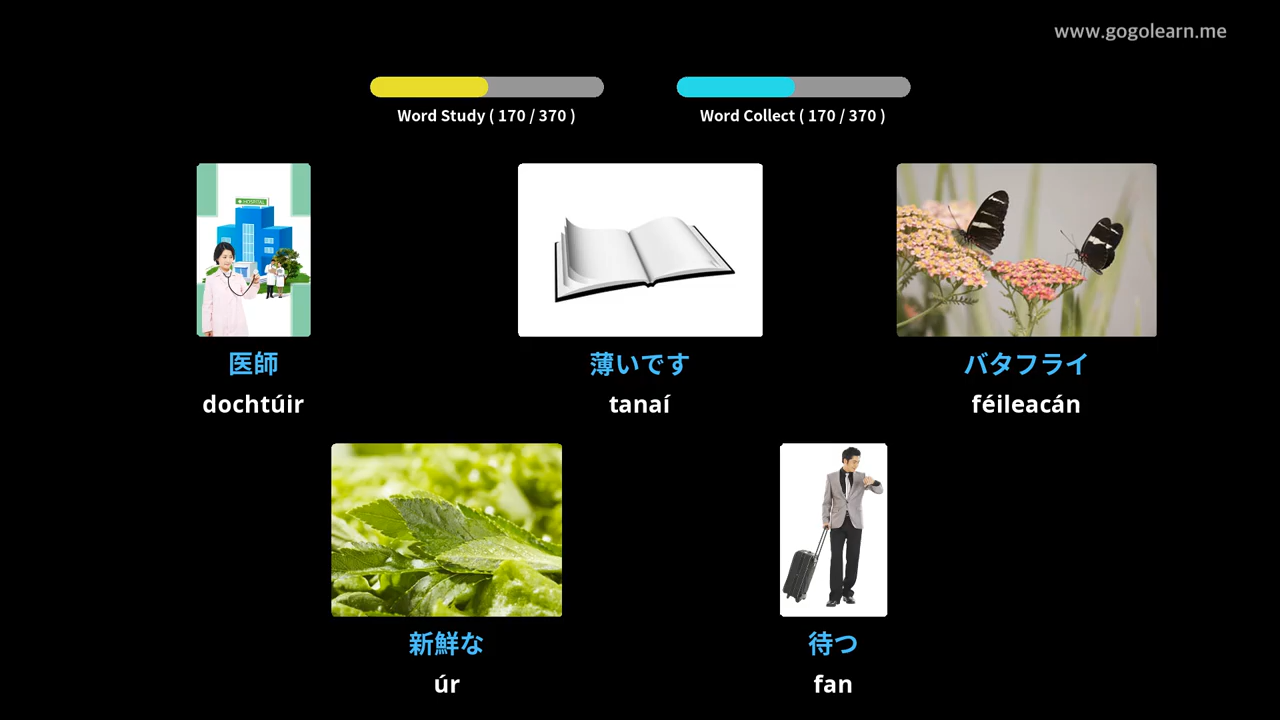 www.gogolearn.me
Word Study ( 170 / 370 )
Word Collect ( 170 / 370 )
HOSPITAL
医師
薄いです
バタフライ
dochtúir
tanaí
féileacán
新鮮な
待つ
úr
fan